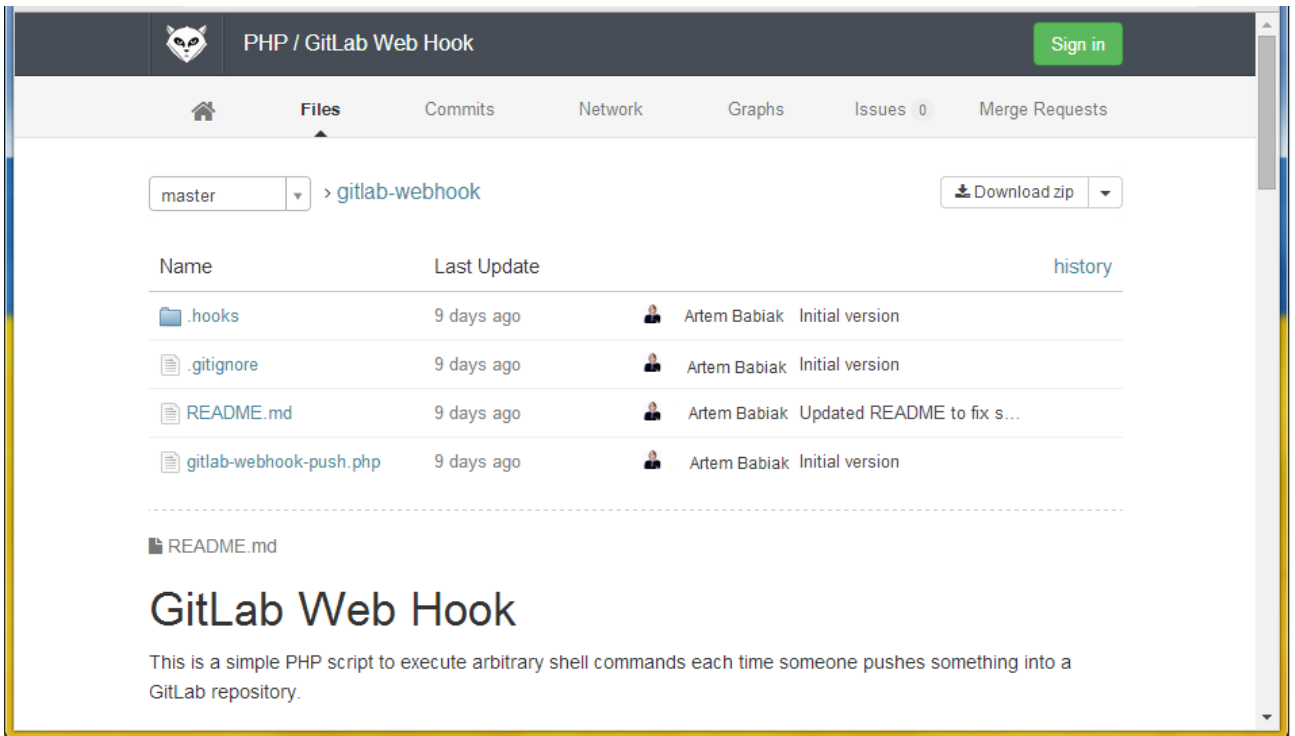 PHP / GitLab Web Hook Sign in
Files Commits Network Graphs Issues 0 Merge Requests
master › gitlab-webhook Download zip
Name Last Update history
.hooks 9 days ago Artem Babiak Initial version
.gitignore 9 days ago Artem Babiak Initial version
README.md 9 days ago Artem Babiak Updated README to fix s...
gitlab-webhook-push.php 9 days ago Artem Babiak Initial version
README.md
GitLab Web Hook
This is a simple PHP script to execute arbitrary shell commands each time someone pushes something into a
GitLab repository.